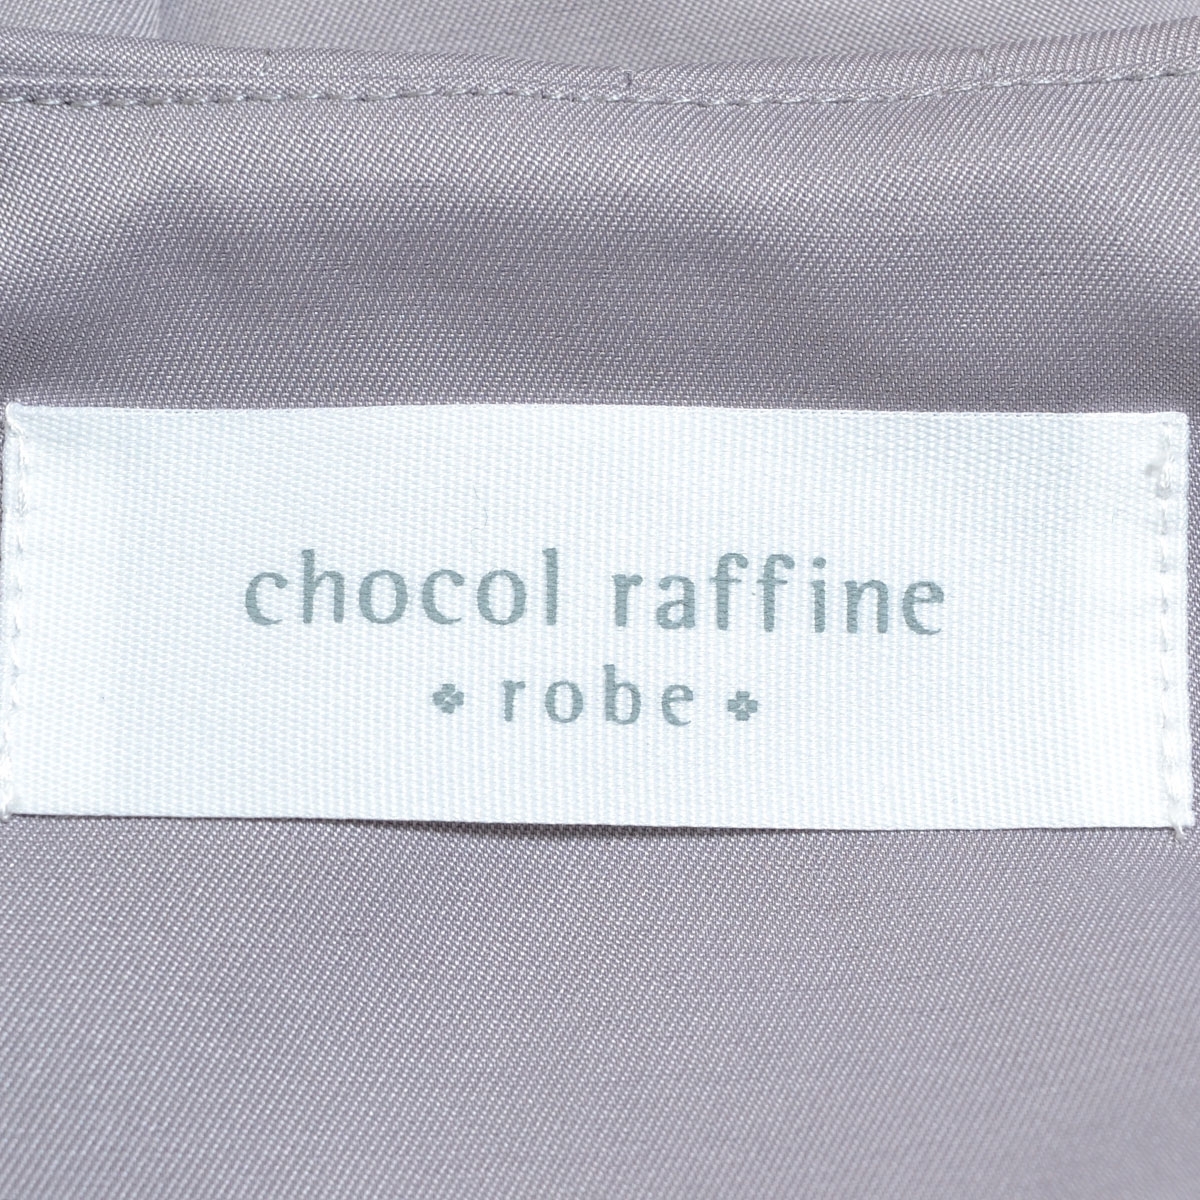 chocol raffine
robe